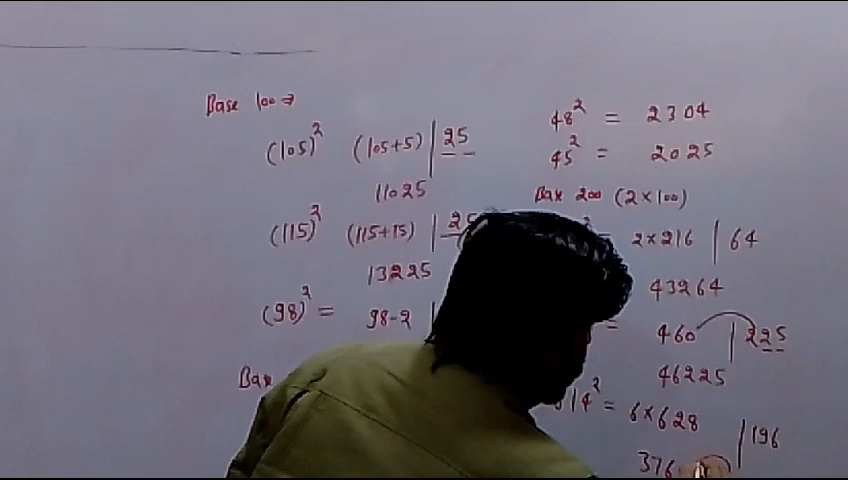 Base 100 ⇒
(105)² (105+5) | 25
11025
(115)² (115+15) | 25
13225
(98)² = 98-2 |
48² = 2304
45² = 2025
Base 200 (2×100)
2×216 | 64
43264
= 460 | 225
46225
614² = 6×628 | 196
376